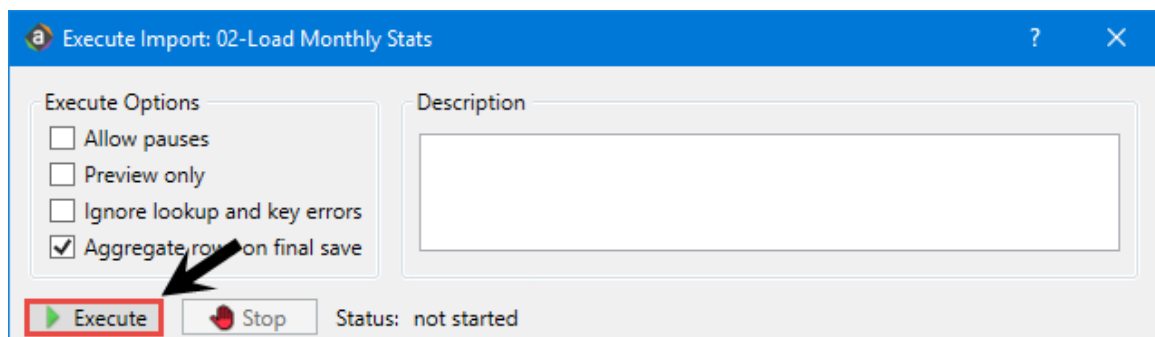 Execute Import: 02-Load Monthly Stats
Execute Options
Description
Allow pauses
Preview only
Ignore lookup and key errors
Aggregate rows on final save
Execute
Stop
Status: not started